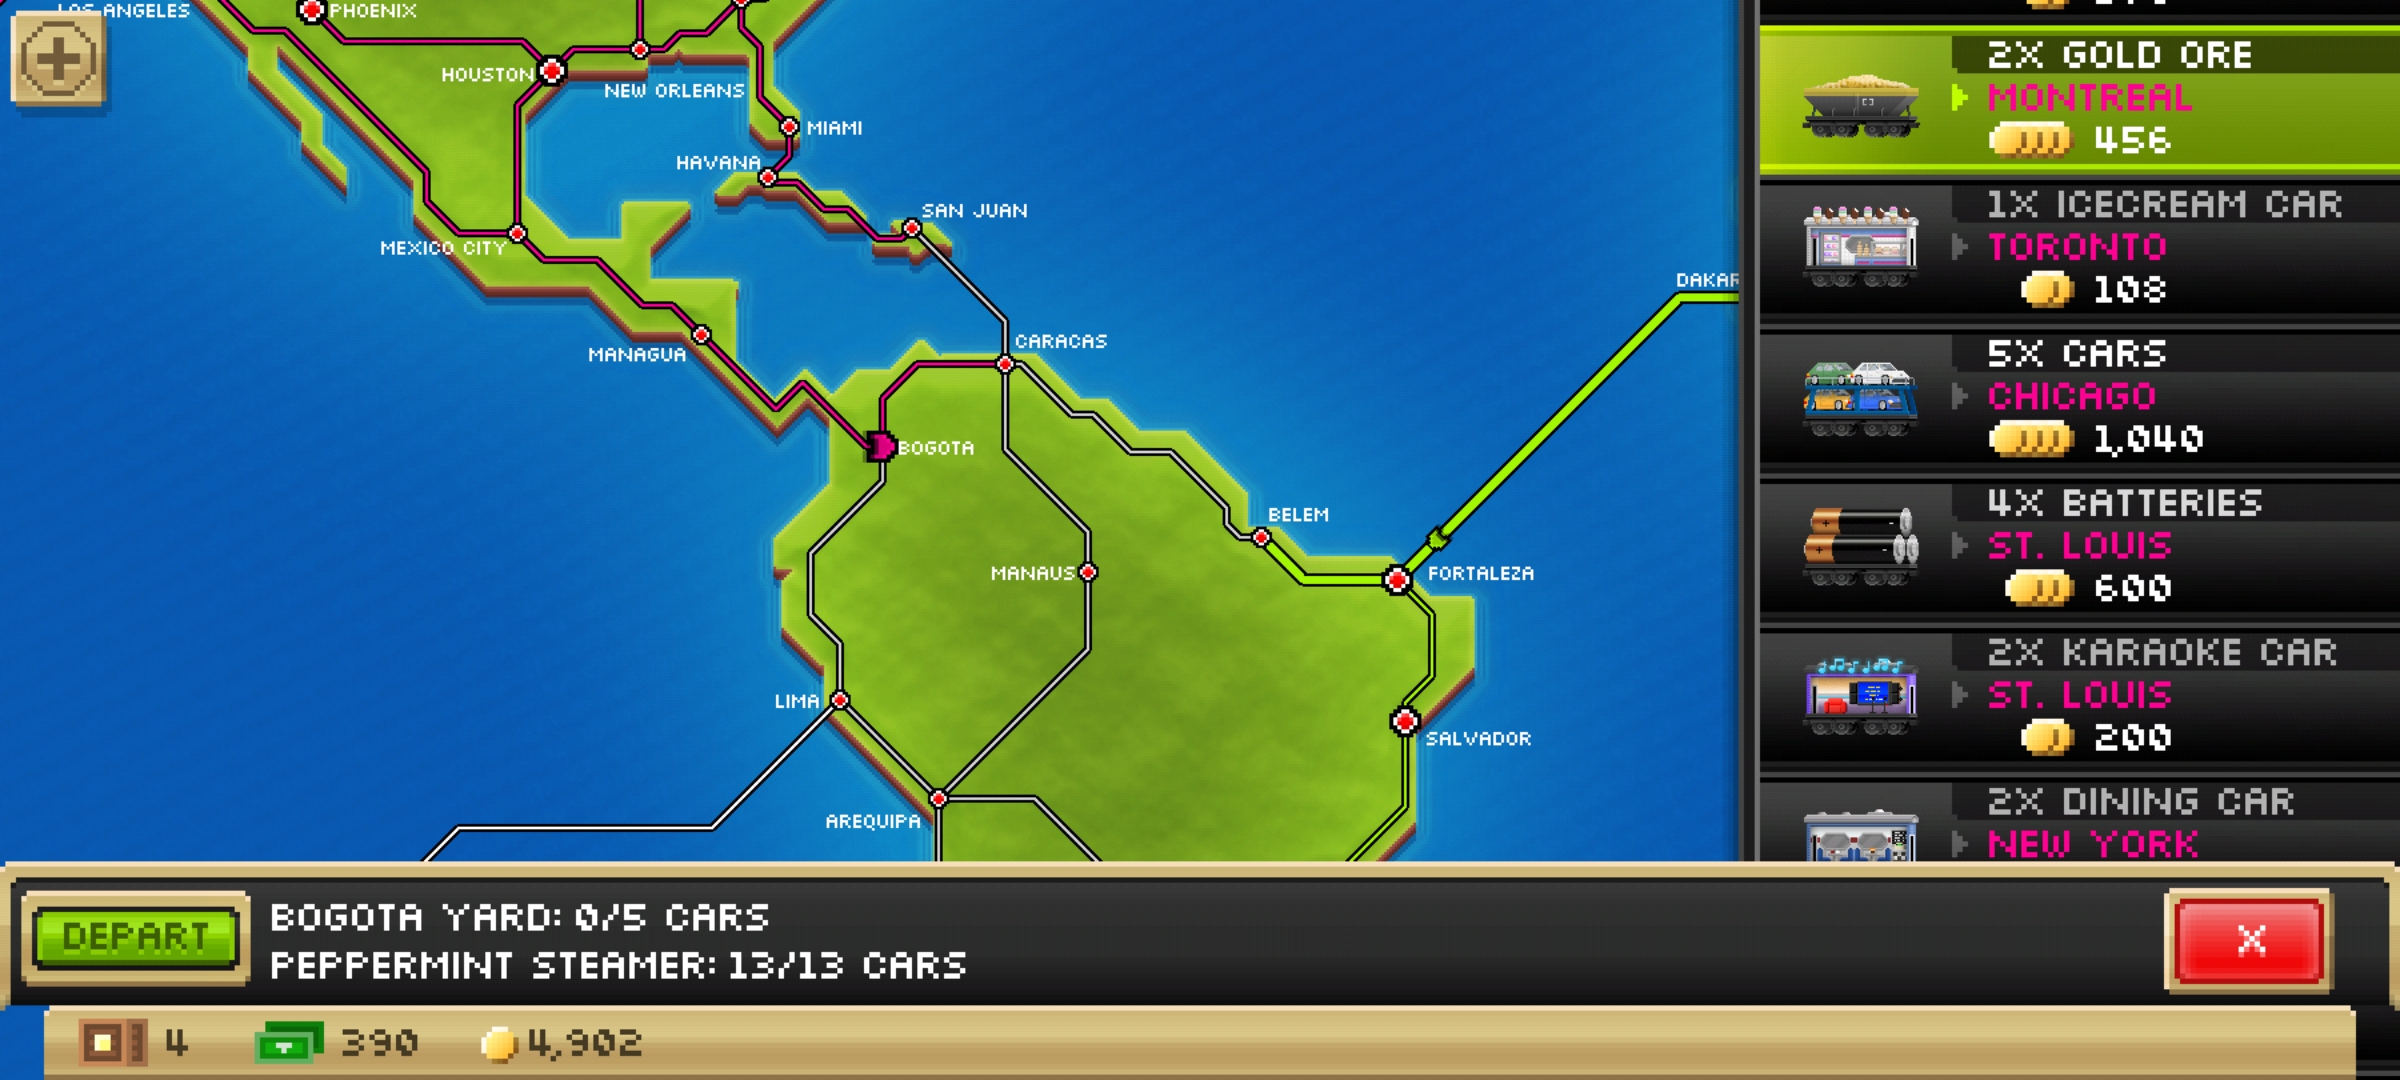 LOS ANGELES
PHOENIX
HOUSTON
NEW ORLEANS
MIAMI
HAVANA
SAN JUAN
MEXICO CITY
MANAGUA
CARACAS
BOGOTA
BELEM
MANAUS
FORTALEZA
LIMA
SALVADOR
AREQUIPA
DAKAR
2X GOLD ORE
MONTREAL
456
1X ICECREAM CAR
TORONTO
108
5X CARS
CHICAGO
1,040
4X BATTERIES
ST. LOUIS
600
2X KARAOKE CAR
ST. LOUIS
200
2X DINING CAR
NEW YORK
DEPART
BOGOTA YARD: 0/5 CARS
PEPPERMINT STEAMER: 13/13 CARS
X
4
390
4,902